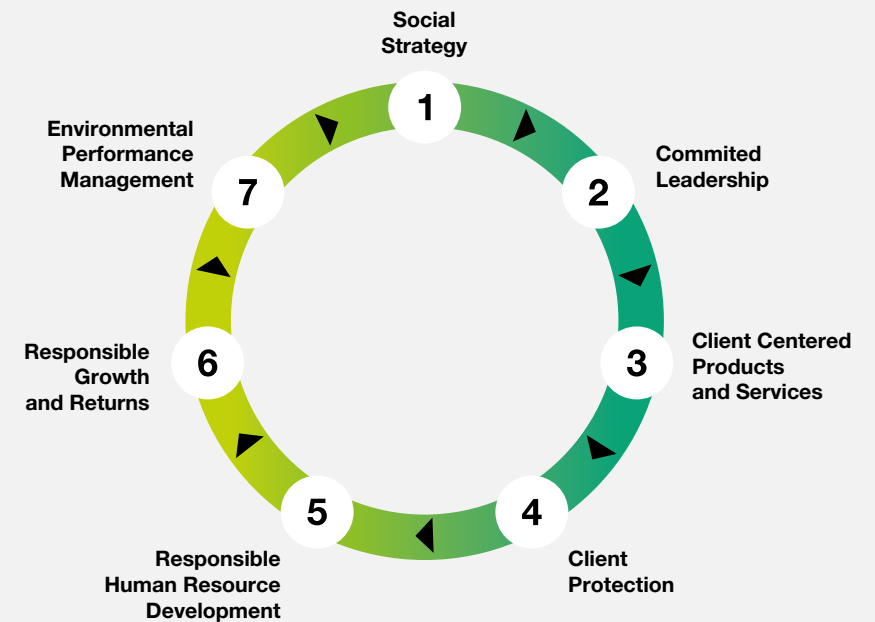 1
Social
Strategy
2
Commited
Leadership
3
Client Centered
Products
and Services
4
Client
Protection
5
Responsible
Human Resource
Development
6
Responsible
Growth
and Returns
7
Environmental
Performance
Management